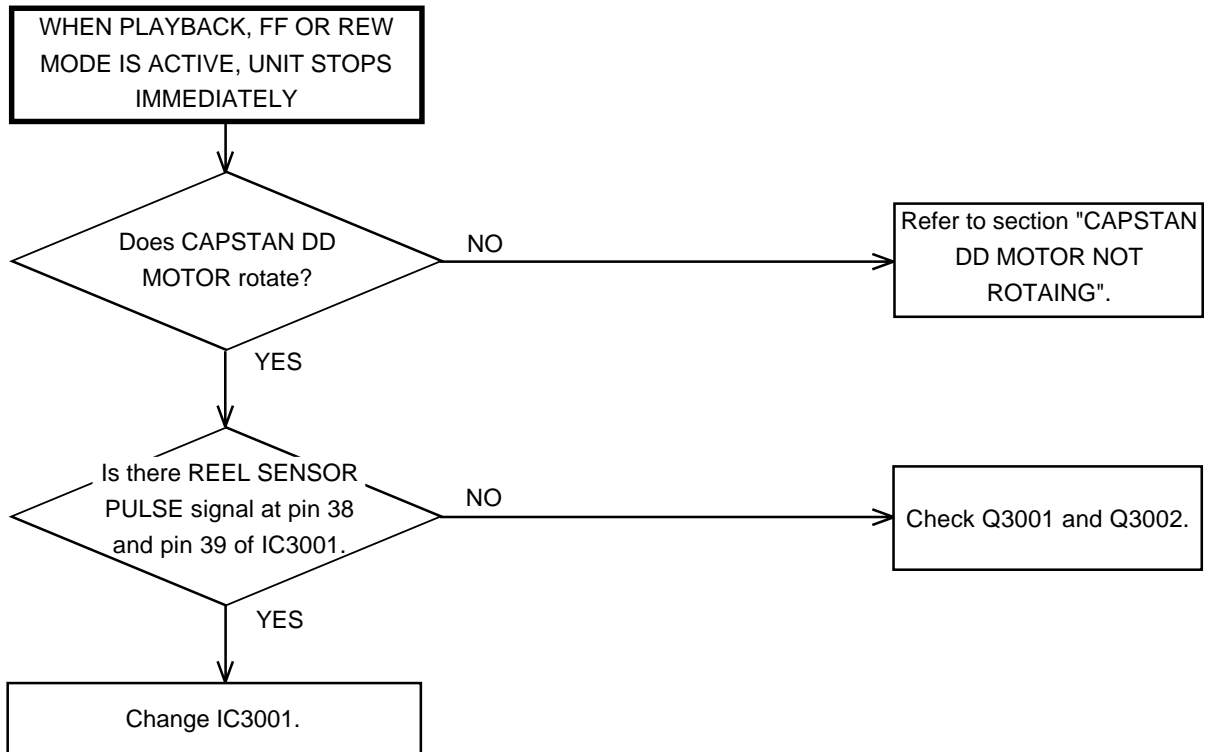 WHEN PLAYBACK, FF OR REW
MODE IS ACTIVE, UNIT STOPS
IMMEDIATELY
Does CAPSTAN DD
MOTOR rotate?
NO
Refer to section "CAPSTAN
DD MOTOR NOT
ROTAING".
YES
Is there REEL SENSOR
PULSE signal at pin 38
and pin 39 of IC3001.
NO
Check Q3001 and Q3002.
YES
Change IC3001.